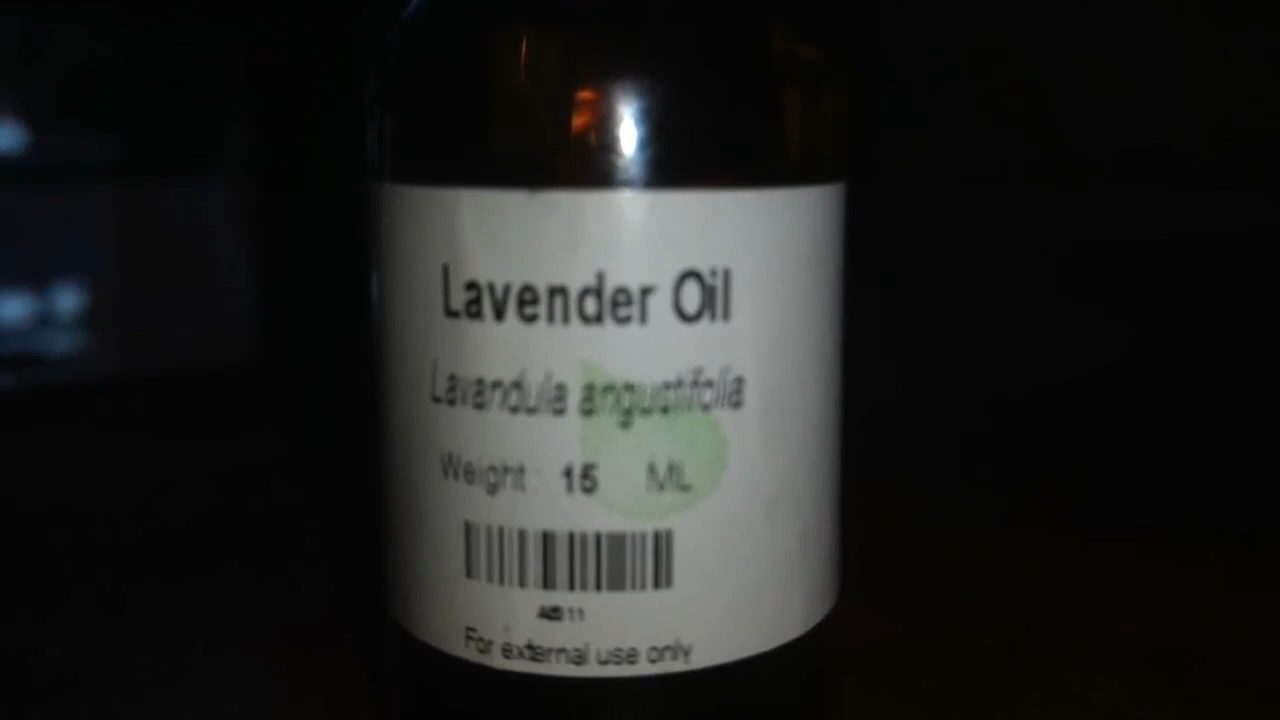 Lavender Oil
Lavandula angustifolia
Weight : 15 ML
For external use only